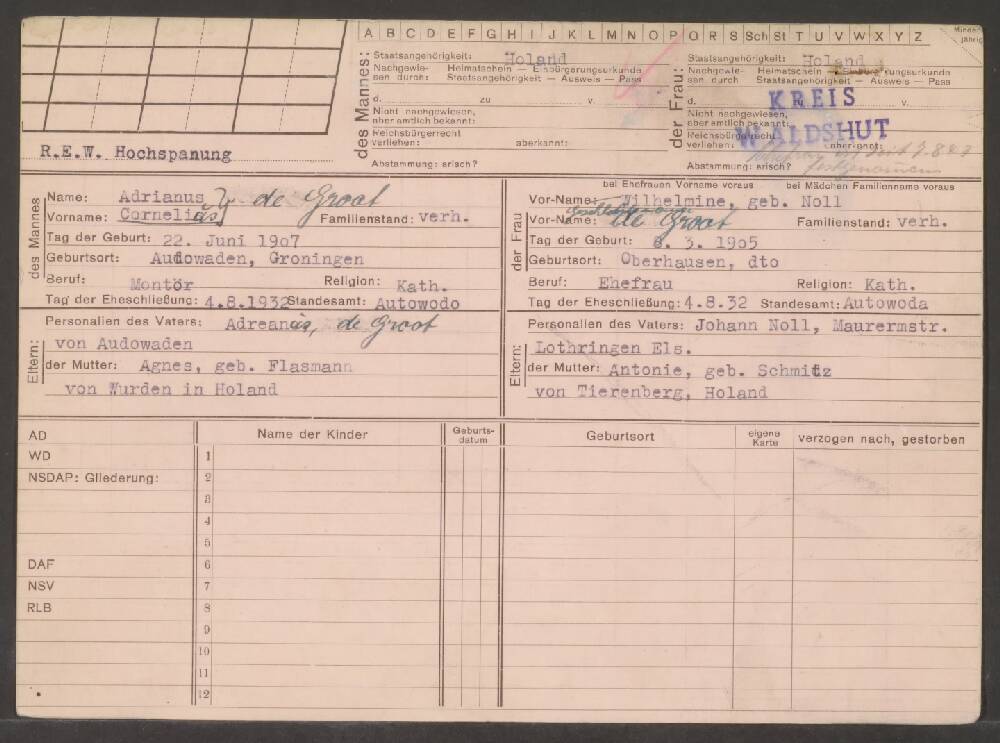 A B C D E F G H I J K L M N O P Q R S Sch St T U V W X Y Z
Minderjährig
des Mannes:
Staatsangehörigkeit: Holand
Nachgewiesen durch: Heimatschein — Einbürgerungsurkunde
Staatsangehörigkeit — Ausweis — Pass
d. zu v.
Nicht nachgewiesen,
aber amtlich bekannt:
Reichsbürgerrecht
verliehen: aberkannt:
Abstammung: arisch?
der Frau:
Staatsangehörigkeit: Holand
Nachgewiesen durch: Heimatschein — Einbürgerungsurkunde
Staatsangehörigkeit — Ausweis — Pass
d. v.
KREIS
WALDSHUT
Nicht nachgewiesen,
aber amtlich bekannt:
Reichsbürgerrecht
verliehen: aberkannt:
Abstammung: arisch?
R.E.W. Hochspanung
des Mannes
Name: Adrianus de Groot
Vorname: Cornelius Familienstand: verh.
Tag der Geburt: 22. Juni 1907
Geburtsort: Audowaden, Groningen
Beruf: Montör Religion: Kath.
Tag der Eheschließung: 4.8.1932 Standesamt: Autowodo
Eltern:
Personalien des Vaters: Adreanus, de Groot
von Audowaden
der Mutter: Agnes, geb. Flasmann
von Wurden in Holand
bei Ehefrauen Vorname voraus bei Mädchen Familienname voraus
der Frau
Vor-Name: Wilhelmine, geb. Noll
Vor-Name: de Groot Familienstand: verh.
Tag der Geburt: 8. 3. 1905
Geburtsort: Oberhausen, dto
Beruf: Ehefrau Religion: Kath.
Tag der Eheschließung: 4.8.32 Standesamt: Autowoda
Eltern:
Personalien des Vaters: Johann Noll, Maurermstr.
Lothringen Els.
der Mutter: Antonie, geb. Schmitz
von Tierenberg, Holand
AD Name der Kinder Geburtsdatum Geburtsort eigene Karte verzogen nach, gestorben
WD 1
NSDAP: Gliederung: 2
3
4
5
DAF 6
NSV 7
RLB 8
9
10
11
12